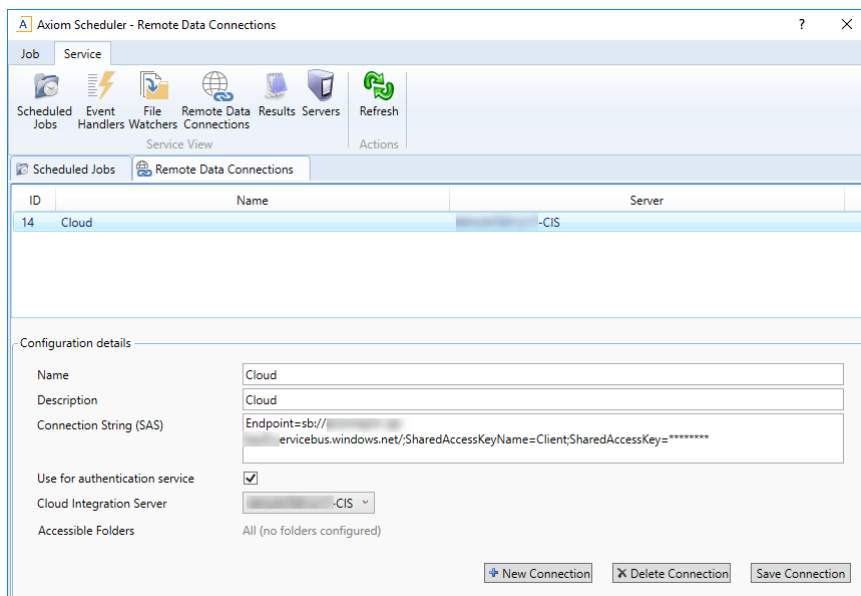 A Axiom Scheduler - Remote Data Connections ? ✕
Job Service
Scheduled Jobs
Event Handlers
File Watchers
Remote Data Connections
Results
Servers
Refresh
Service View
Actions
Scheduled Jobs Remote Data Connections
ID Name Server
14 Cloud -CIS
Configuration details
Name Cloud
Description Cloud
Connection String (SAS) Endpoint=sb://
ervicebus.windows.net/;SharedAccessKeyName=Client;SharedAccessKey=********
Use for authentication service
Cloud Integration Server -CIS
Accessible Folders All (no folders configured)
New Connection Delete Connection Save Connection